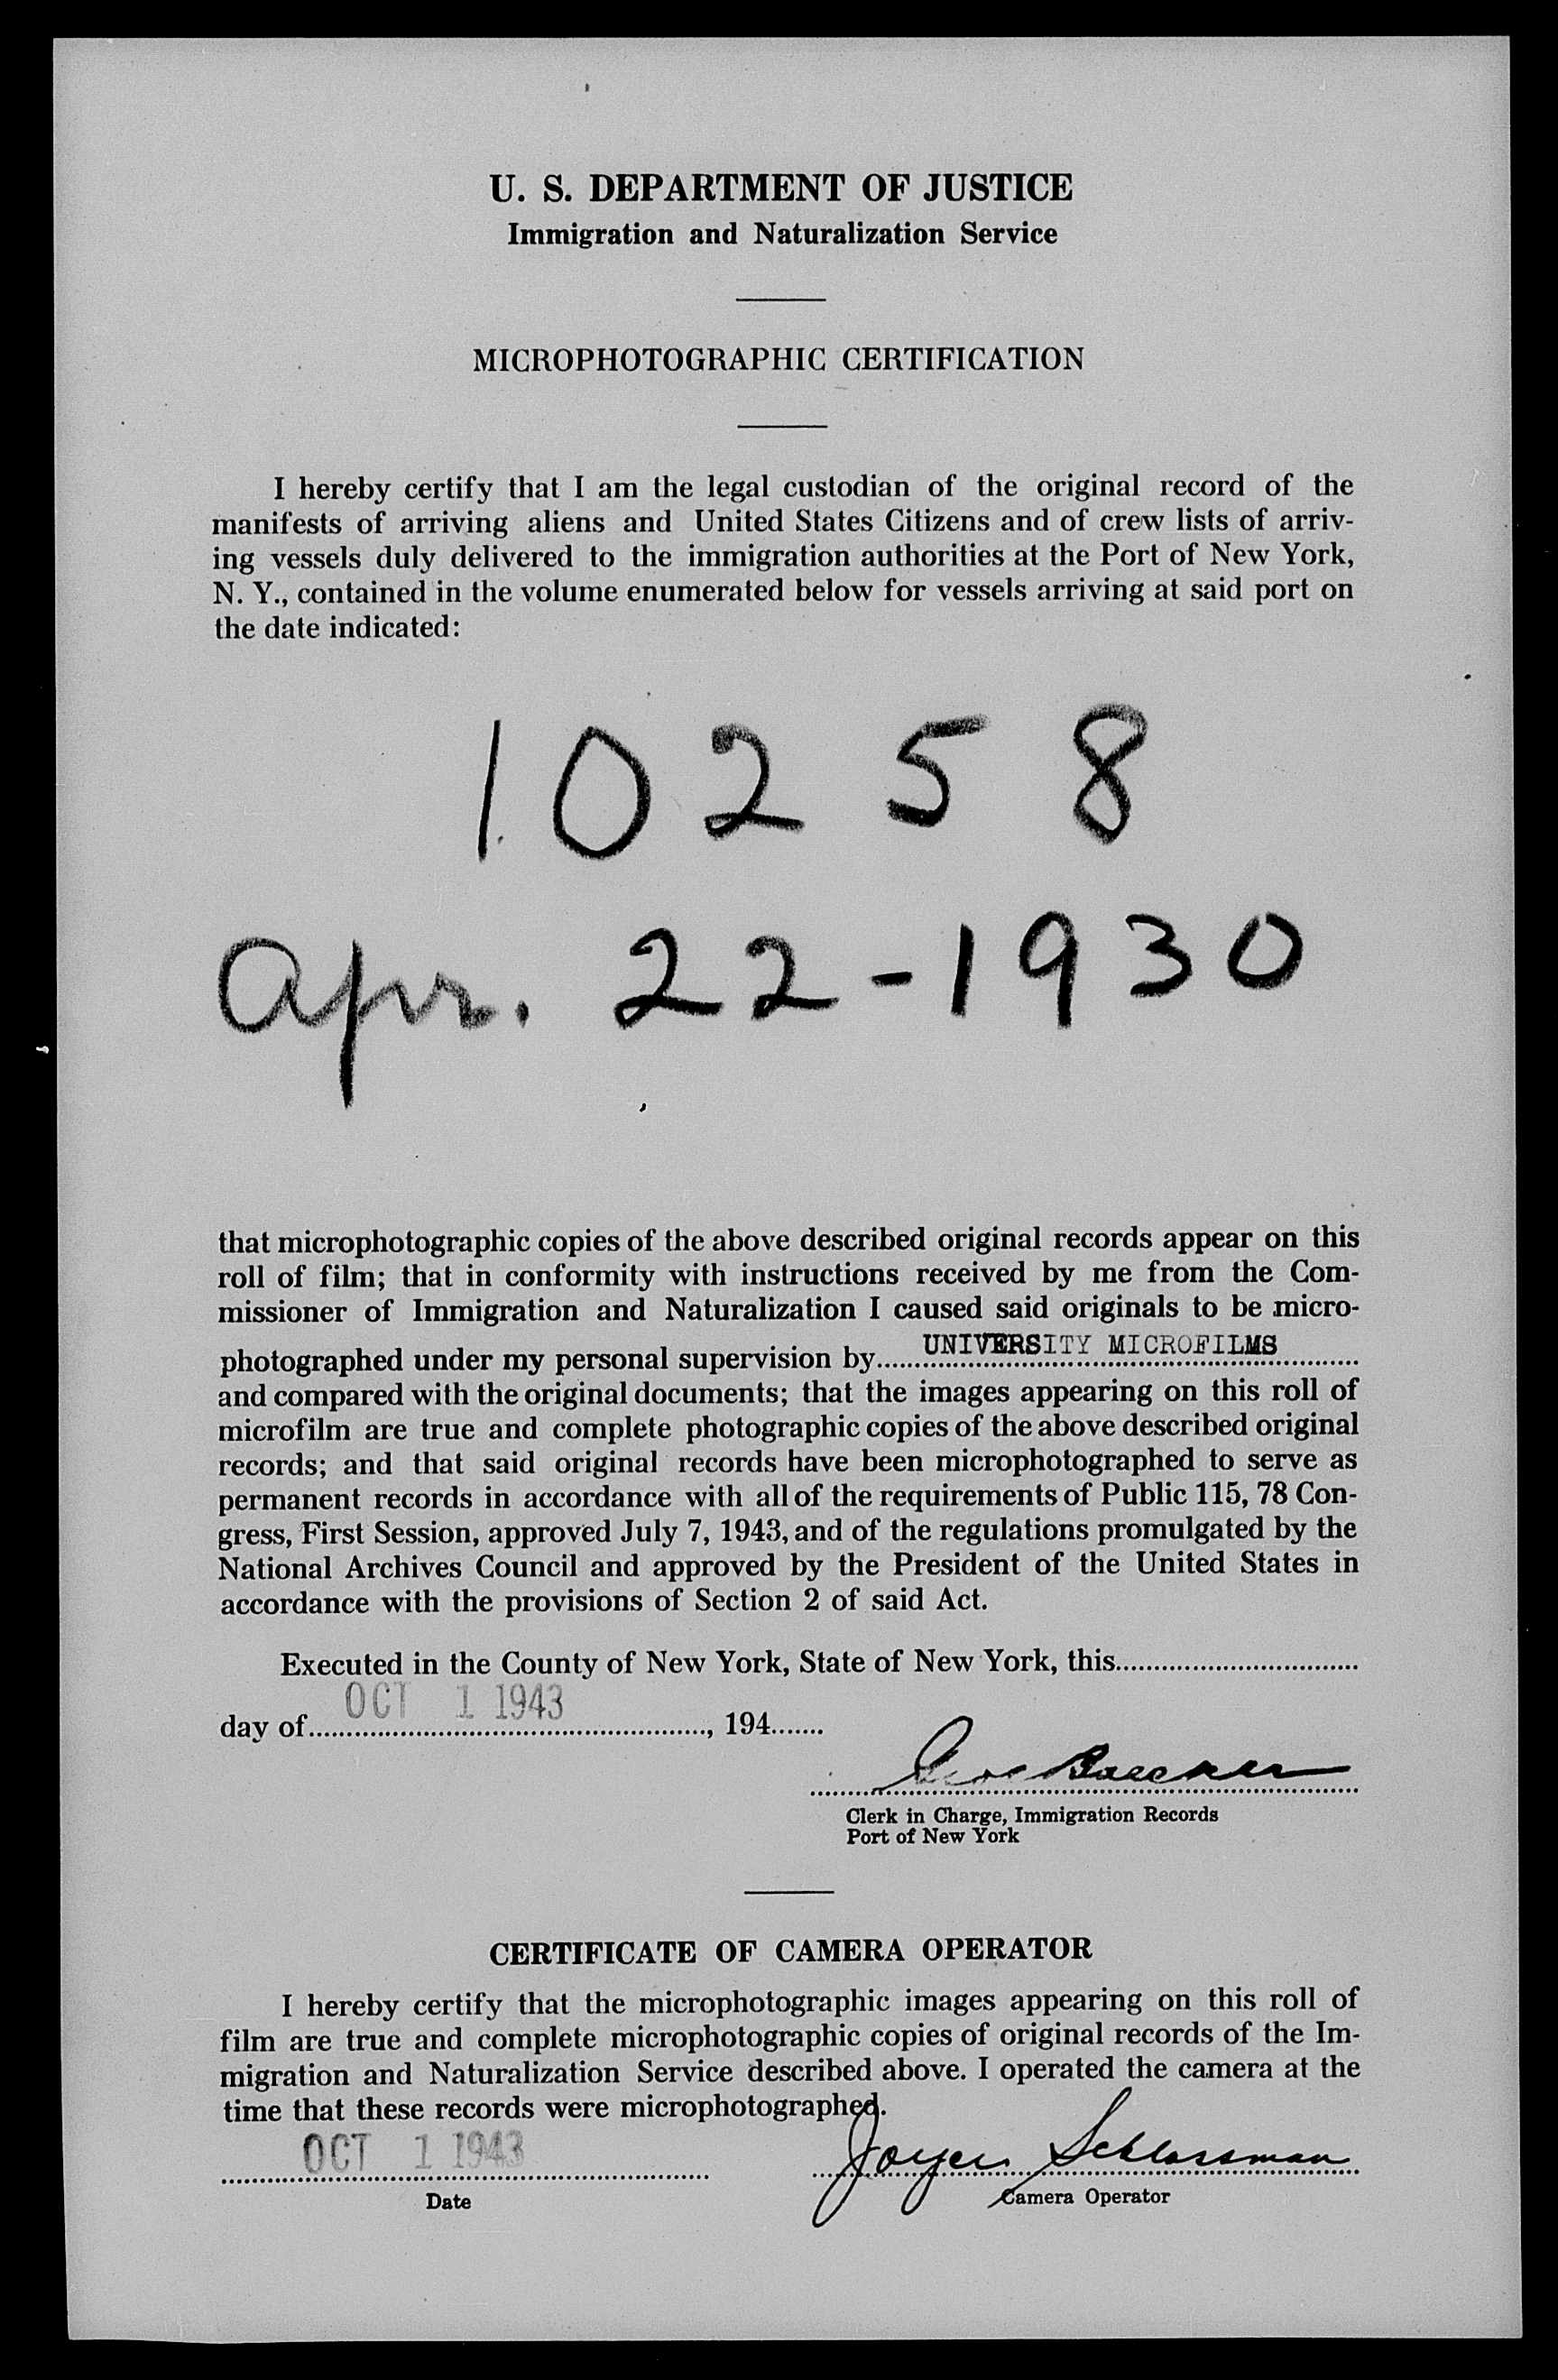 U. S. DEPARTMENT OF JUSTICE
Immigration and Naturalization Service
MICROPHOTOGRAPHIC CERTIFICATION
I hereby certify that I am the legal custodian of the original record of the
manifests of arriving aliens and United States Citizens and of crew lists of arriv-
ing vessels duly delivered to the immigration authorities at the Port of New York,
N. Y., contained in the volume enumerated below for vessels arriving at said port on
the date indicated:
10258
Apr. 22-1930
that microphotographic copies of the above described original records appear on this
roll of film; that in conformity with instructions received by me from the Com-
missioner of Immigration and Naturalization I caused said originals to be micro-
photographed under my personal supervision by UNIVERSITY MICROFILMS
and compared with the original documents; that the images appearing on this roll of
microfilm are true and complete photographic copies of the above described original
records; and that said original records have been microphotographed to serve as
permanent records in accordance with all of the requirements of Public 115, 78 Con-
gress, First Session, approved July 7, 1943, and of the regulations promulgated by the
National Archives Council and approved by the President of the United States in
accordance with the provisions of Section 2 of said Act.
Executed in the County of New York, State of New York, this
day of OCT 1 1943, 194
Clerk in Charge, Immigration Records
Port of New York
CERTIFICATE OF CAMERA OPERATOR
I hereby certify that the microphotographic images appearing on this roll of
film are true and complete microphotographic copies of original records of the Im-
migration and Naturalization Service described above. I operated the camera at the
time that these records were microphotographed.
OCT 1 1943 Schlossman
Date Camera Operator